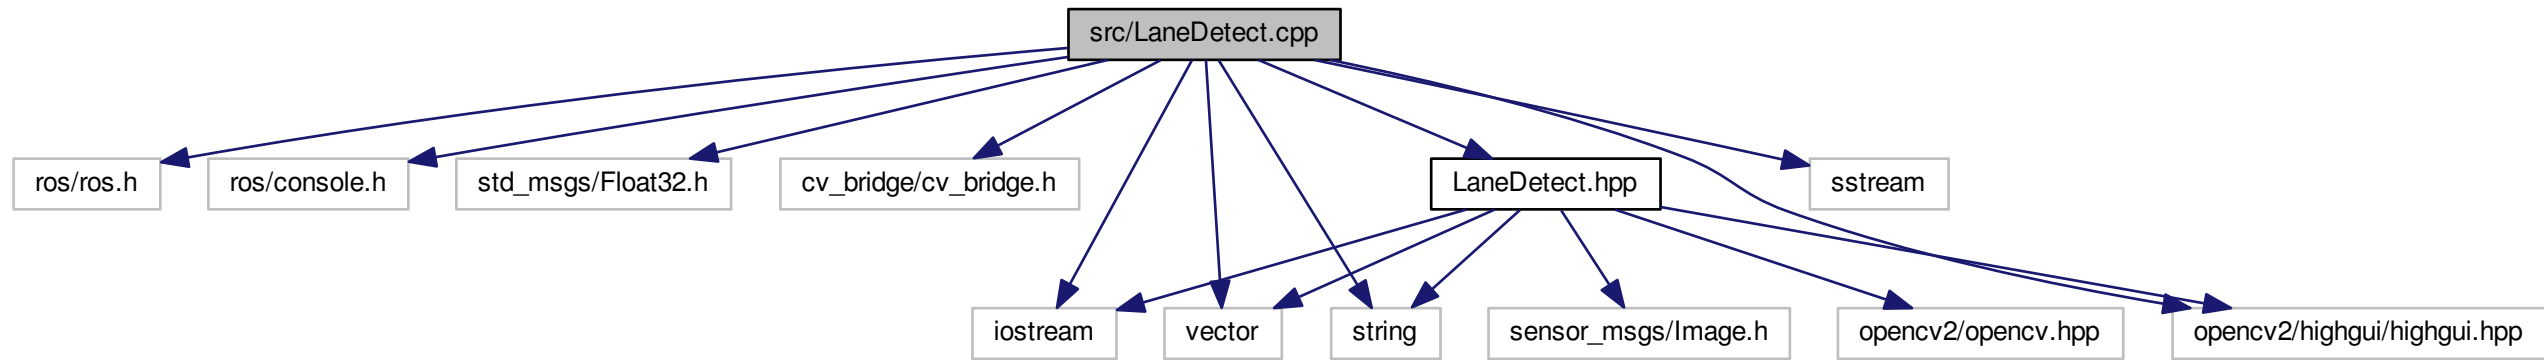 src/LaneDetect.cpp
ros/ros.h
ros/console.h
std_msgs/Float32.h
cv_bridge/cv_bridge.h
LaneDetect.hpp
sstream
iostream
vector
string
sensor_msgs/Image.h
opencv2/opencv.hpp
opencv2/highgui/highgui.hpp